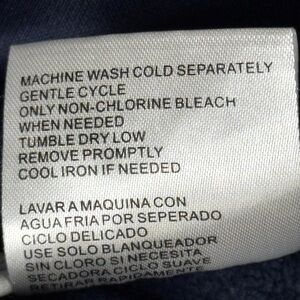 MACHINE WASH COLD SEPARATELY
GENTLE CYCLE
ONLY NON-CHLORINE BLEACH
WHEN NEEDED
TUMBLE DRY LOW
REMOVE PROMPTLY
COOL IRON IF NEEDED
LAVAR A MAQUINA CON
AGUA FRIA POR SEPERADO
CICLO DELICADO
USE SOLO BLANQUEADOR
SIN CLORO SI NECESITA
SECADORA CICLO SUAVE
RETIRAR RAPIDAMENTE